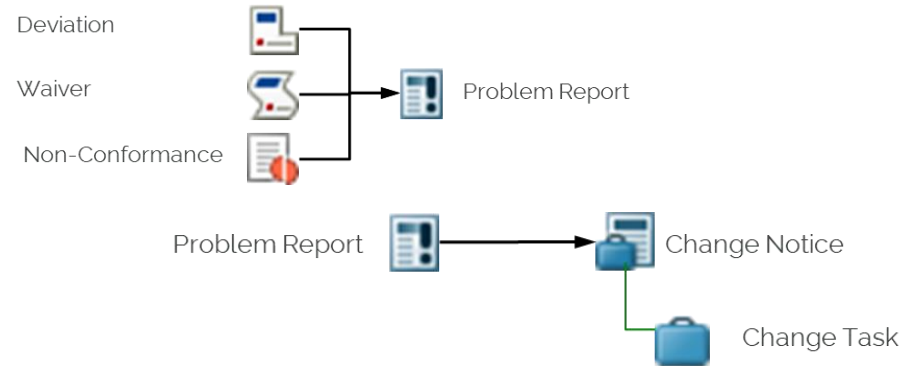 Deviation
Waiver
Problem Report
Non-Conformance
Problem Report
Change Notice
Change Task